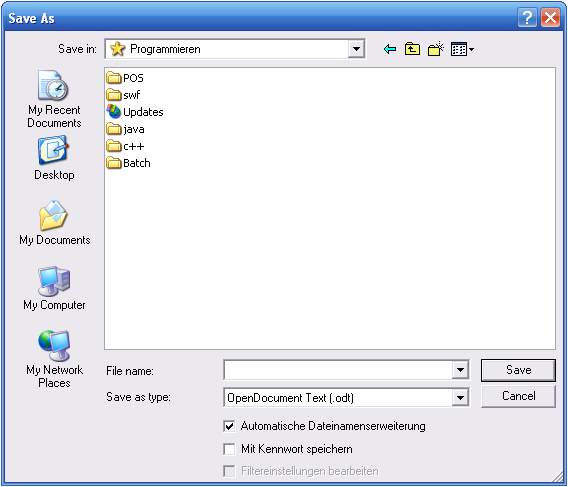 Save As
Save in:
Programmieren
My Recent
Documents
Desktop
My Documents
My Computer
My Network
Places
POS
swf
Updates
java
c++
Batch
File name:
Save
Save as type:
OpenDocument Text (.odt)
Cancel
Automatische Dateinamenserweiterung
Mit Kennwort speichern
Filtereinstellungen bearbeiten